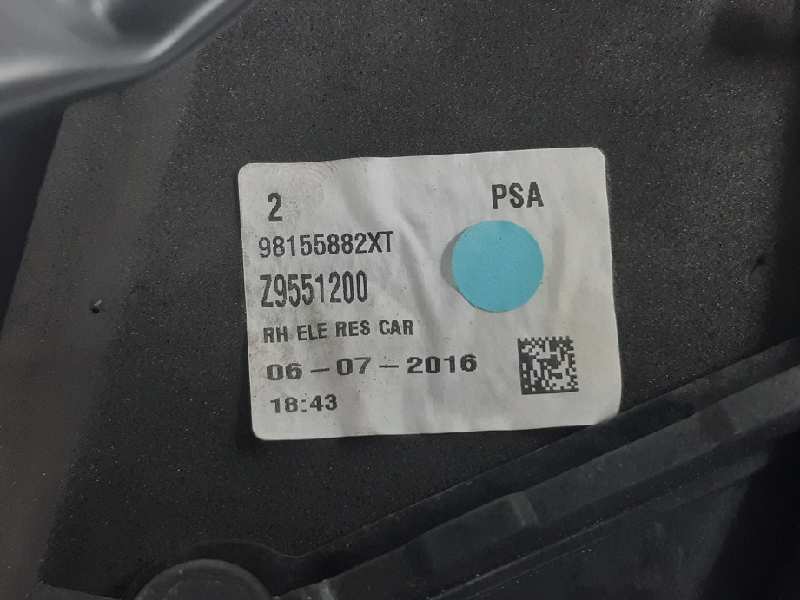 2 PSA
98155882XT
Z9551200
RH ELE RES CAR
06-07-2016
18:43